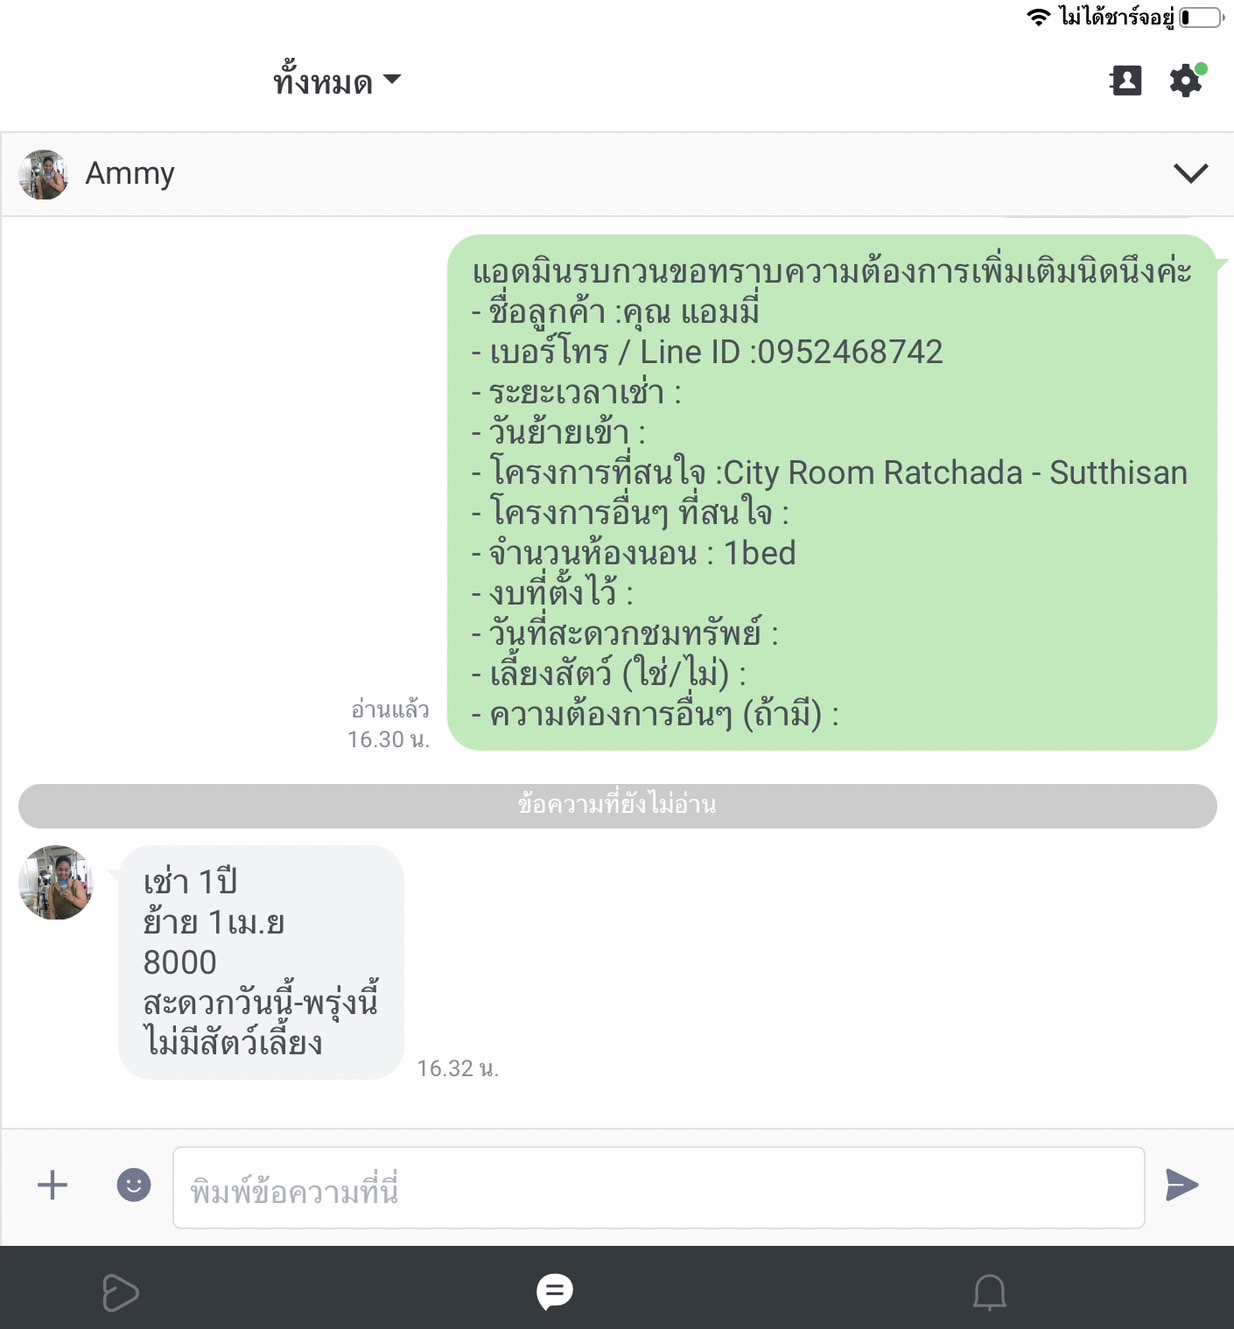 ไม่ได้ชาร์จอยู่
ทั้งหมด
Ammy
แอดมินรบกวนขอทราบความต้องการเพิ่มเติมนิดนึงค่ะ
- ชื่อลูกค้า :คุณ แอมมี่
- เบอร์โทร / Line ID :0952468742
- ระยะเวลาเช่า :
- วันย้ายเข้า :
- โครงการที่สนใจ :City Room Ratchada - Sutthisan
- โครงการอื่นๆ ที่สนใจ :
- จำนวนห้องนอน : 1bed
- งบที่ตั้งไว้ :
- วันที่สะดวกชมทรัพย์ :
- เลี้ยงสัตว์ (ใช่/ไม่) :
- ความต้องการอื่นๆ (ถ้ามี) :
อ่านแล้ว
16.30 น.
ข้อความที่ยังไม่อ่าน
เช่า 1ปี
ย้าย 1เม.ย
8000
สะดวกวันนี้-พรุ่งนี้
ไม่มีสัตว์เลี้ยง
16.32 น.
พิมพ์ข้อความที่นี่